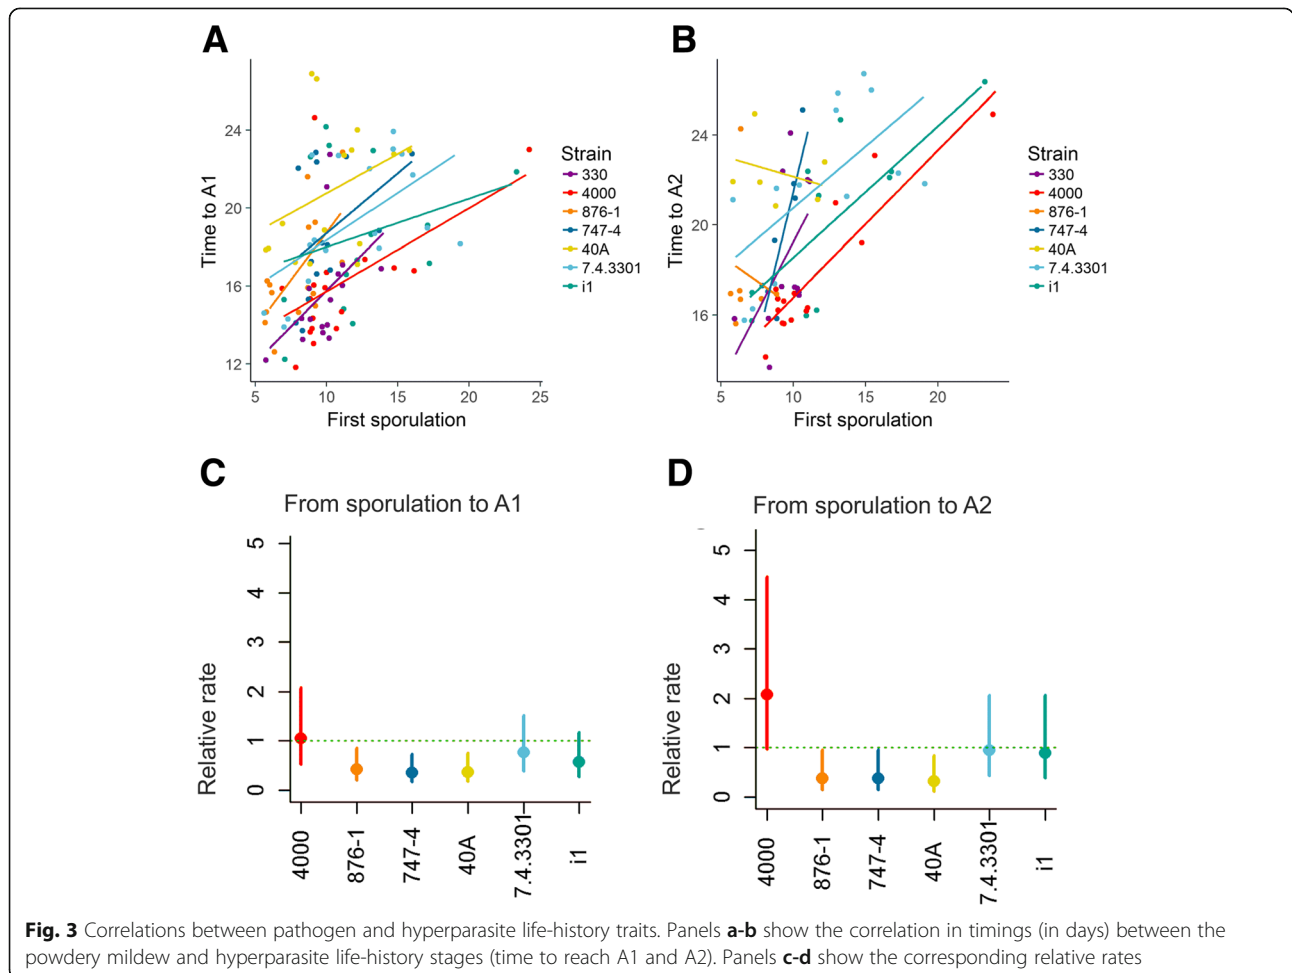 A
B
Time to A1
24
20
16
12
5
10
15
20
25
First sporulation
Strain
330
4000
876-1
747-4
40A
7.4.3301
i1
Time to A2
24
20
16
5
10
15
20
First sporulation
Strain
330
4000
876-1
747-4
40A
7.4.3301
i1
C
D
From sporulation to A1
Relative rate
5
4
3
2
1
0
4000
876-1
747-4
40A
7.4.3301
i1
From sporulation to A2
Relative rate
5
4
3
2
1
0
4000
876-1
747-4
40A
7.4.3301
i1
Fig. 3 Correlations between pathogen and hyperparasite life-history traits. Panels a-b show the correlation in timings (in days) between the
powdery mildew and hyperparasite life-history stages (time to reach A1 and A2). Panels c-d show the corresponding relative rates